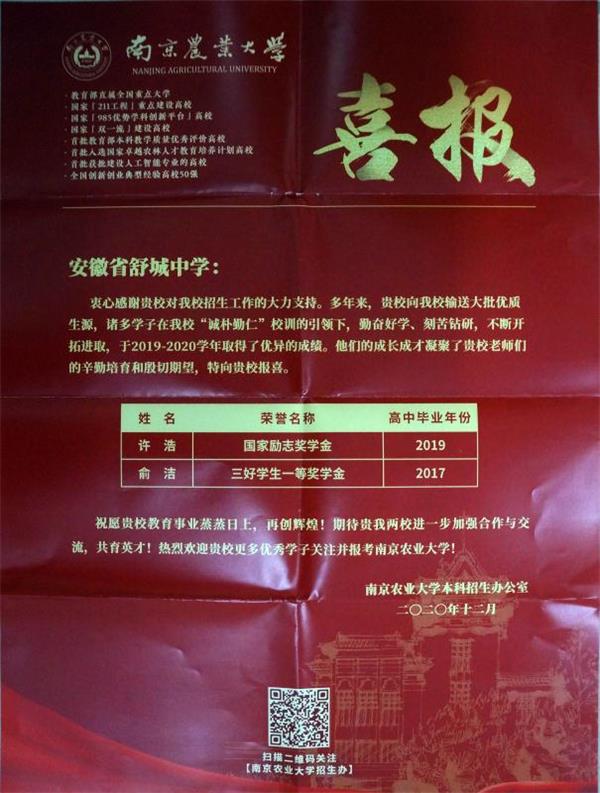 南京農業大學
NANJING AGRICULTURAL UNIVERSITY
· 教育部直属全国重点大学
· 国家「211工程」重点建设高校
· 国家「985优势学科创新平台」高校
· 国家「双一流」建设高校
· 首批教育部本科教学质量优秀评价高校
· 首批入选国家卓越农林人才教育培养计划高校
· 首批获批建设人工智能专业的高校
· 全国创新创业典型经验高校50强
喜报
安徽省舒城中学：
衷心感谢贵校对我校招生工作的大力支持。多年来，贵校向我校输送大批优质
生源，诸多学子在我校“诚朴勤仁”校训的引领下，勤奋好学、刻苦钻研，不断开
拓进取，于2019-2020学年取得了优异的成绩。他们的成长成才凝聚了贵校老师们
的辛勤培育和殷切期望，特向贵校报喜。
姓 名 荣誉名称 高中毕业年份
许 浩 国家励志奖学金 2019
俞 洁 三好学生一等奖学金 2017
祝愿贵校教育事业蒸蒸日上，再创辉煌！期待贵我两校进一步加强合作与交
流，共育英才！热烈欢迎贵校更多优秀学子关注并报考南京农业大学！
南京农业大学本科招生办公室
二〇二〇年十二月
扫描二维码关注
【南京农业大学招生办】